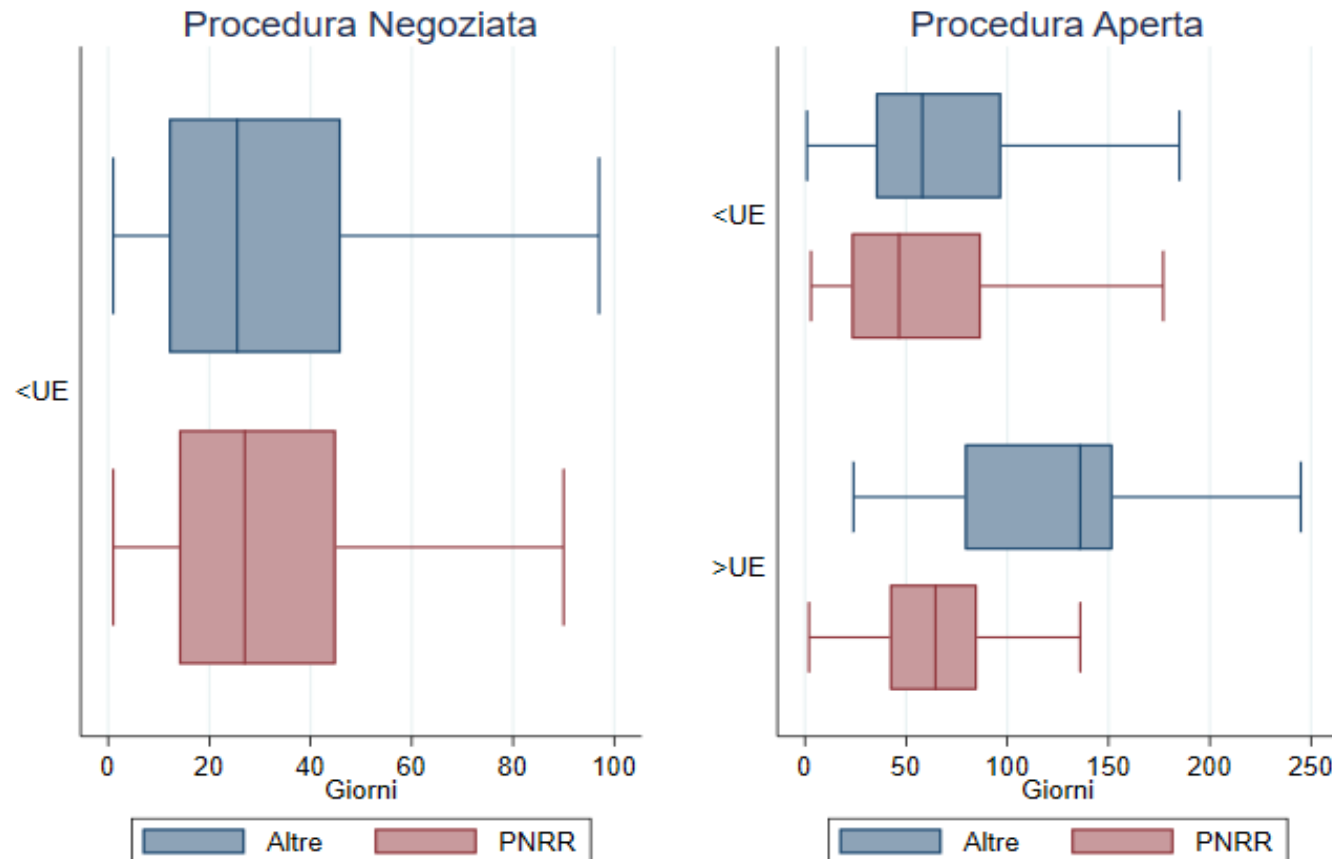 Procedura Negoziata
<UE
0 20 40 60 80 100
Giorni
Altre PNRR
Procedura Aperta
<UE
>UE
0 50 100 150 200 250
Giorni
Altre PNRR